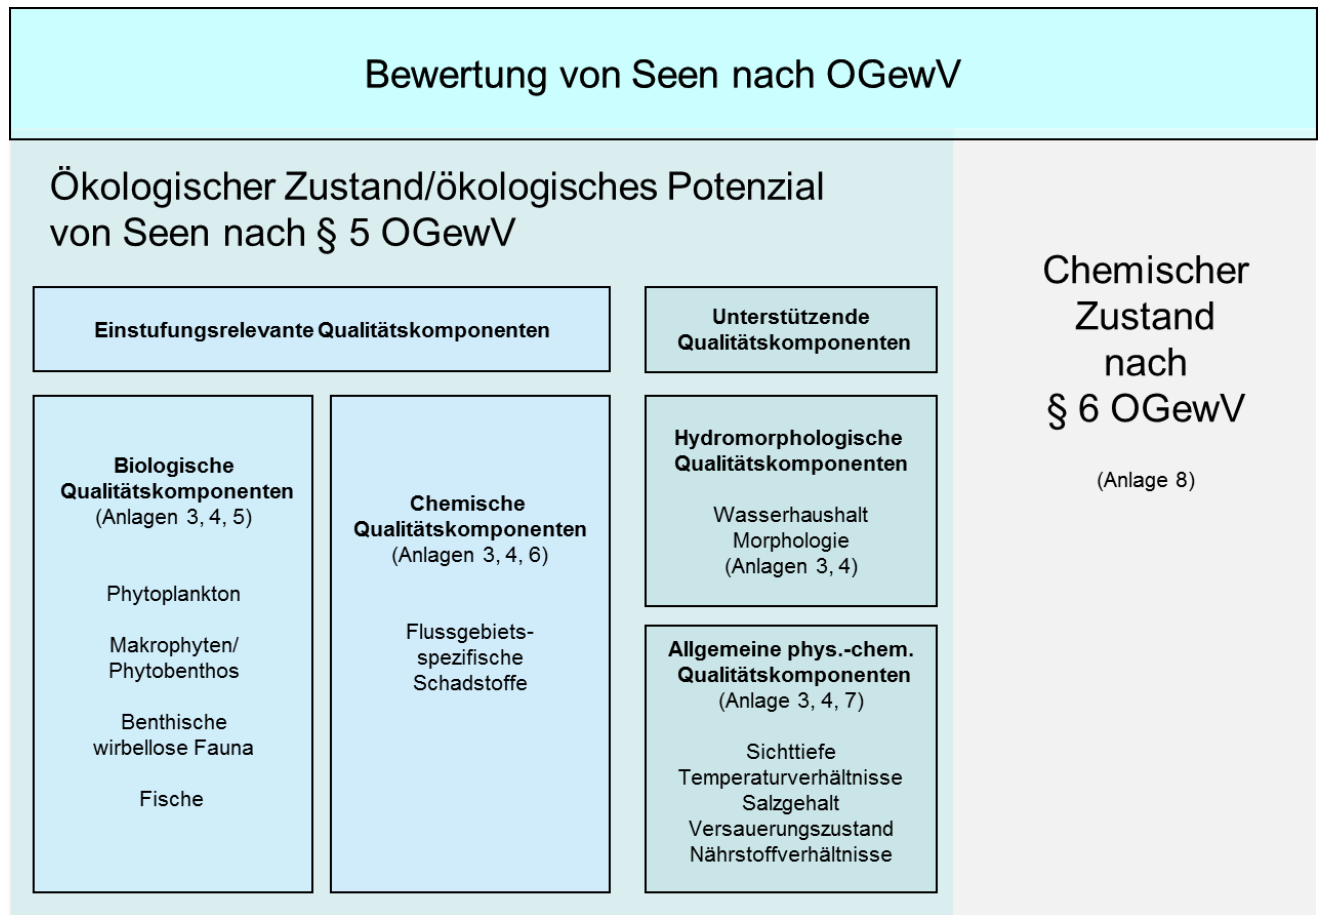 Bewertung von Seen nach OGewV
Ökologischer Zustand/ökologisches Potenzial
von Seen nach § 5 OGewV
Einstufungsrelevante Qualitätskomponenten
Biologische
Qualitätskomponenten
(Anlagen 3, 4, 5)
Phytoplankton
Makrophyten/
Phytobenthos
Benthische
wirbellose Fauna
Fische
Chemische
Qualitätskomponenten
(Anlagen 3, 4, 6)
Flussgebiets-
spezifische
Schadstoffe
Unterstützende
Qualitätskomponenten
Hydromorphologische
Qualitätskomponenten
Wasserhaushalt
Morphologie
(Anlagen 3, 4)
Allgemeine phys.-chem.
Qualitätskomponenten
(Anlage 3, 4, 7)
Sichttiefe
Temperaturverhältnisse
Salzgehalt
Versauerungszustand
Nährstoffverhältnisse
Chemischer
Zustand
nach
§ 6 OGewV
(Anlage 8)